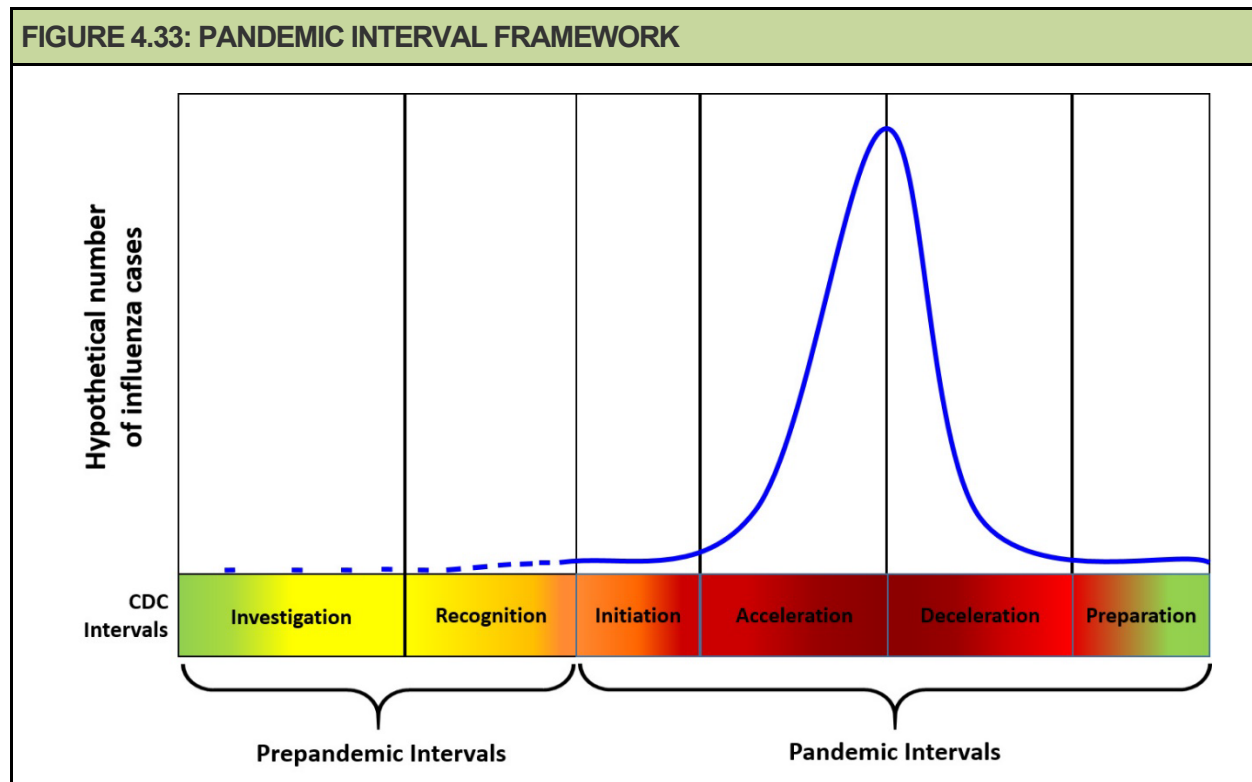 FIGURE 4.33: PANDEMIC INTERVAL FRAMEWORK
Hypothetical number
of influenza cases
CDC
Intervals
Investigation
Recognition
Initiation
Acceleration
Deceleration
Preparation
Prepandemic Intervals
Pandemic Intervals